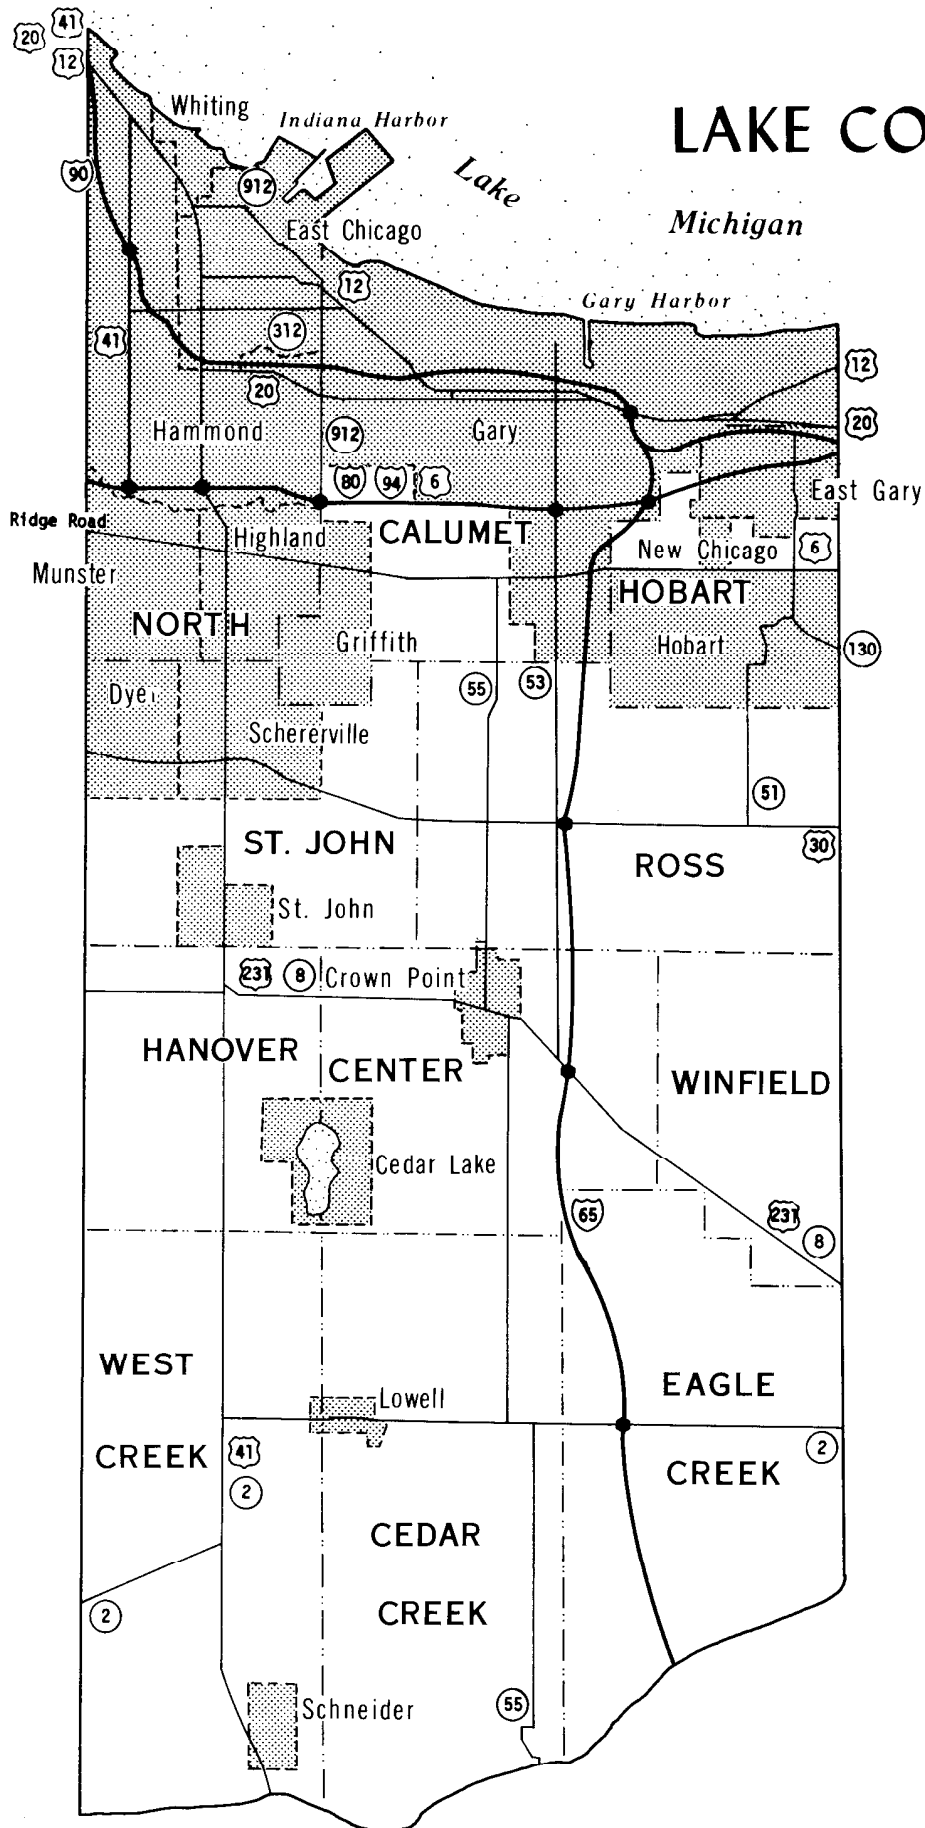 41
20
12
LAKE CO
Whiting
Indiana Harbor
Lake
Michigan
90
912
East Chicago
12
Gary Harbor
312
41
20
12
20
Hammond
912
Gary
80 94 6
East Gary
Ridge Road
Highland
CALUMET
New Chicago
6
Munster
HOBART
NORTH
Griffith
Hobart
130
Dyer
55
53
Schererville
51
ST. JOHN
30
ROSS
St. John
231 8 Crown Point
HANOVER
CENTER
WINFIELD
Cedar Lake
65
231
8
WEST
EAGLE
Lowell
CREEK
41
2
2
CREEK
CEDAR
CREEK
2
Schneider
55